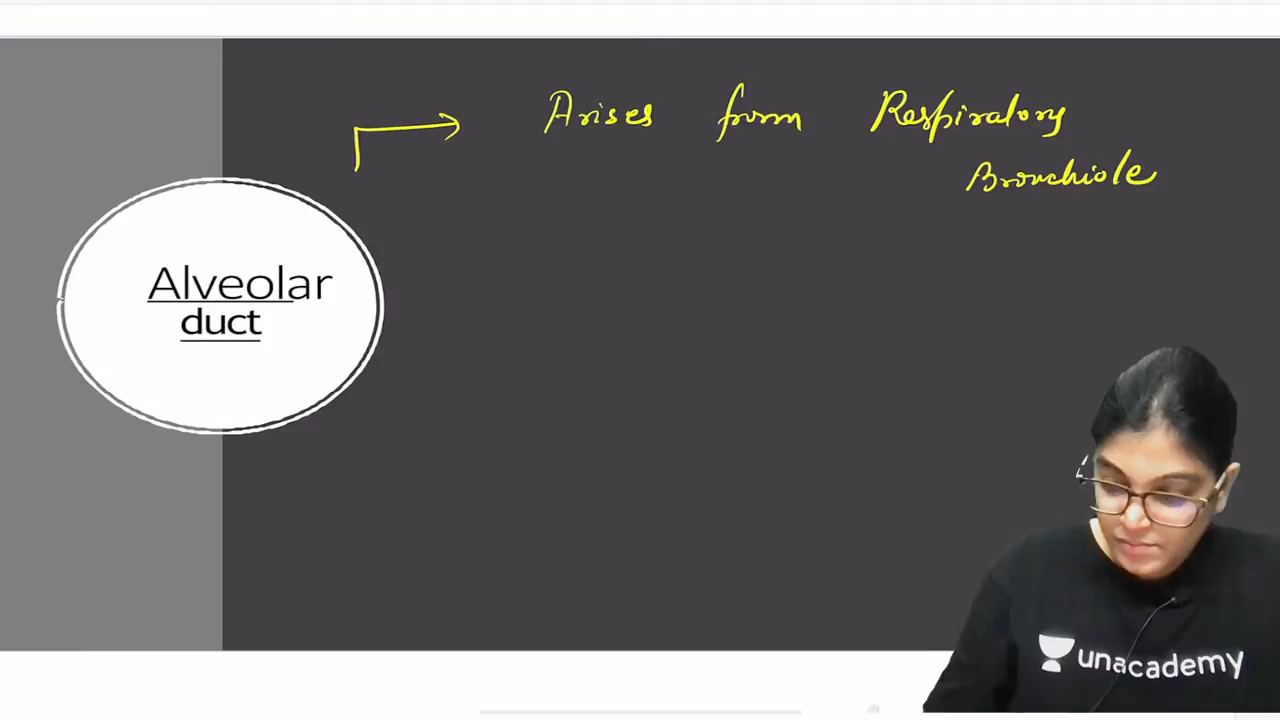 Arises from Respiratory
Bronchiole
Alveolar
duct
unacademy